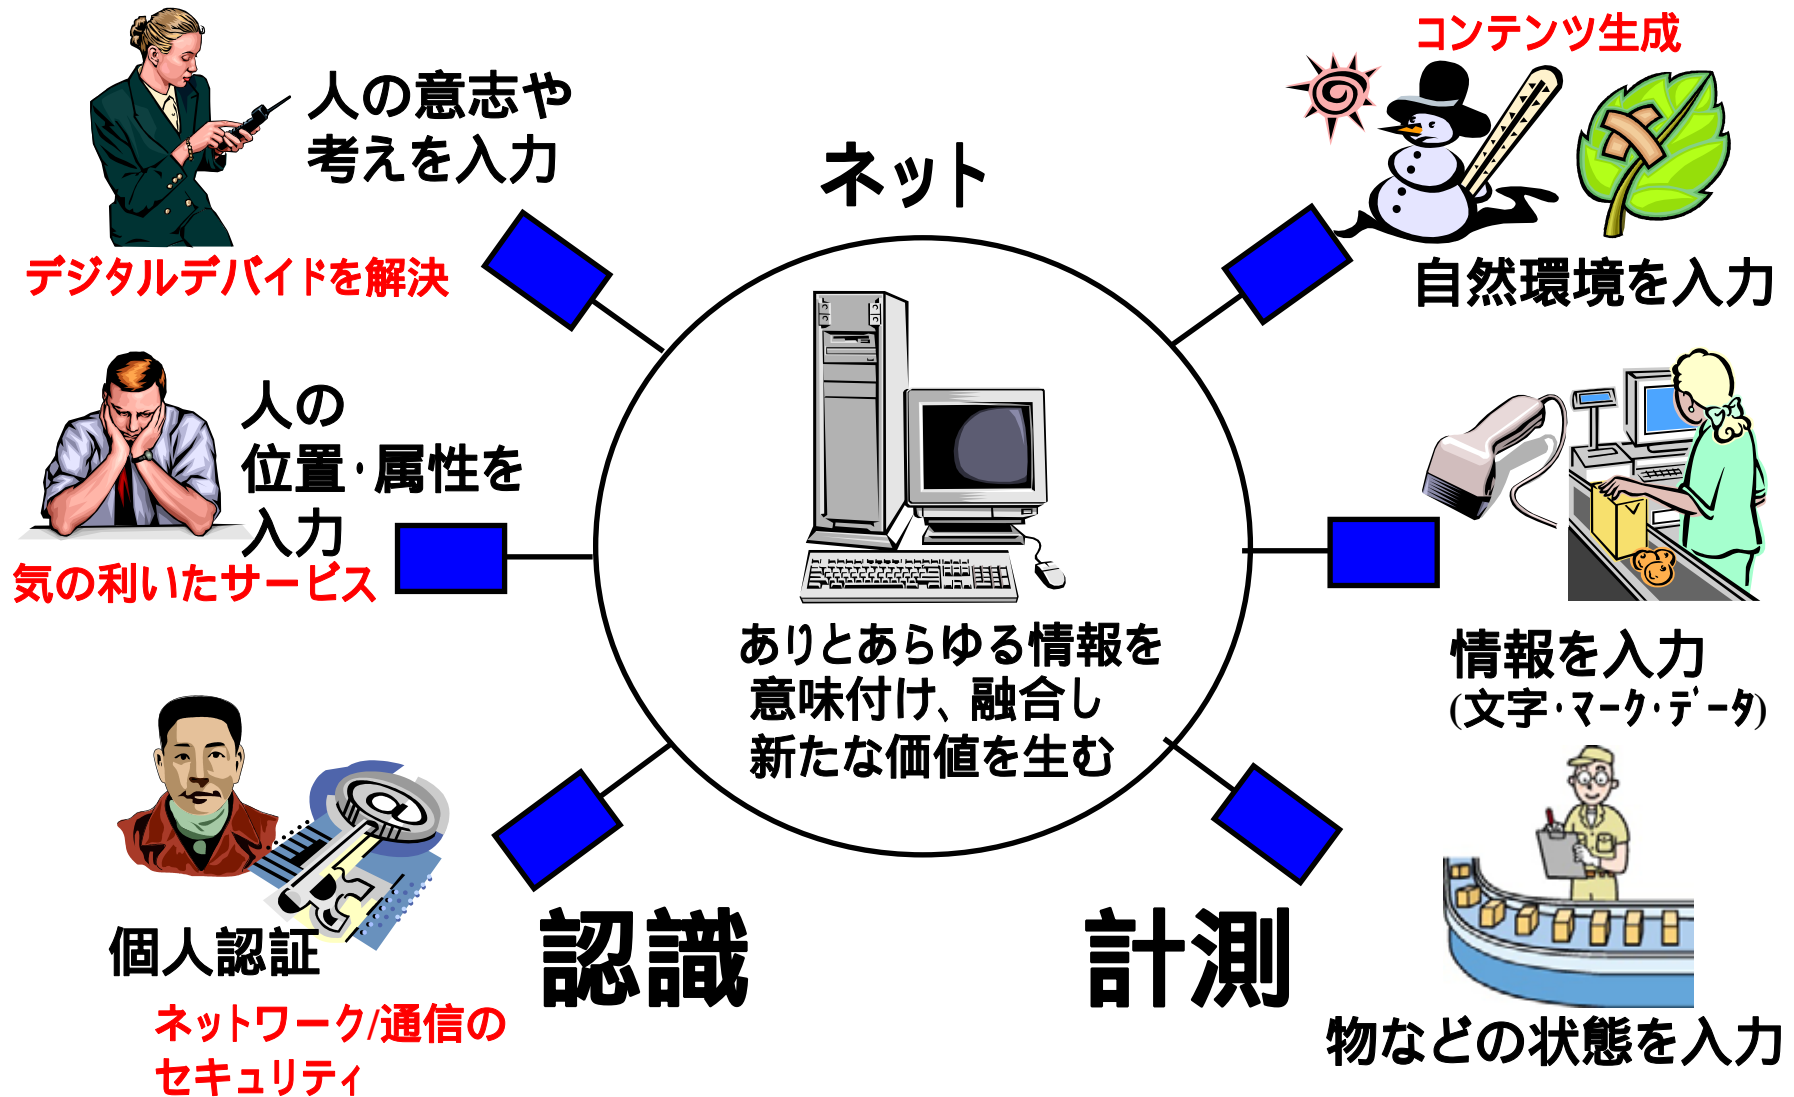 コンテンツ生成
人の意志や
考えを入力
ネット
デジタルデバイドを解決
自然環境を入力
人の
位置・属性を
入力
気の利いたサービス
ありとあらゆる情報を
意味付け、融合し
新たな価値を生む
情報を入力
(文字・マーク・データ)
@
個人認証
認識
計測
ネットワーク/通信の
セキュリティ
物などの状態を入力